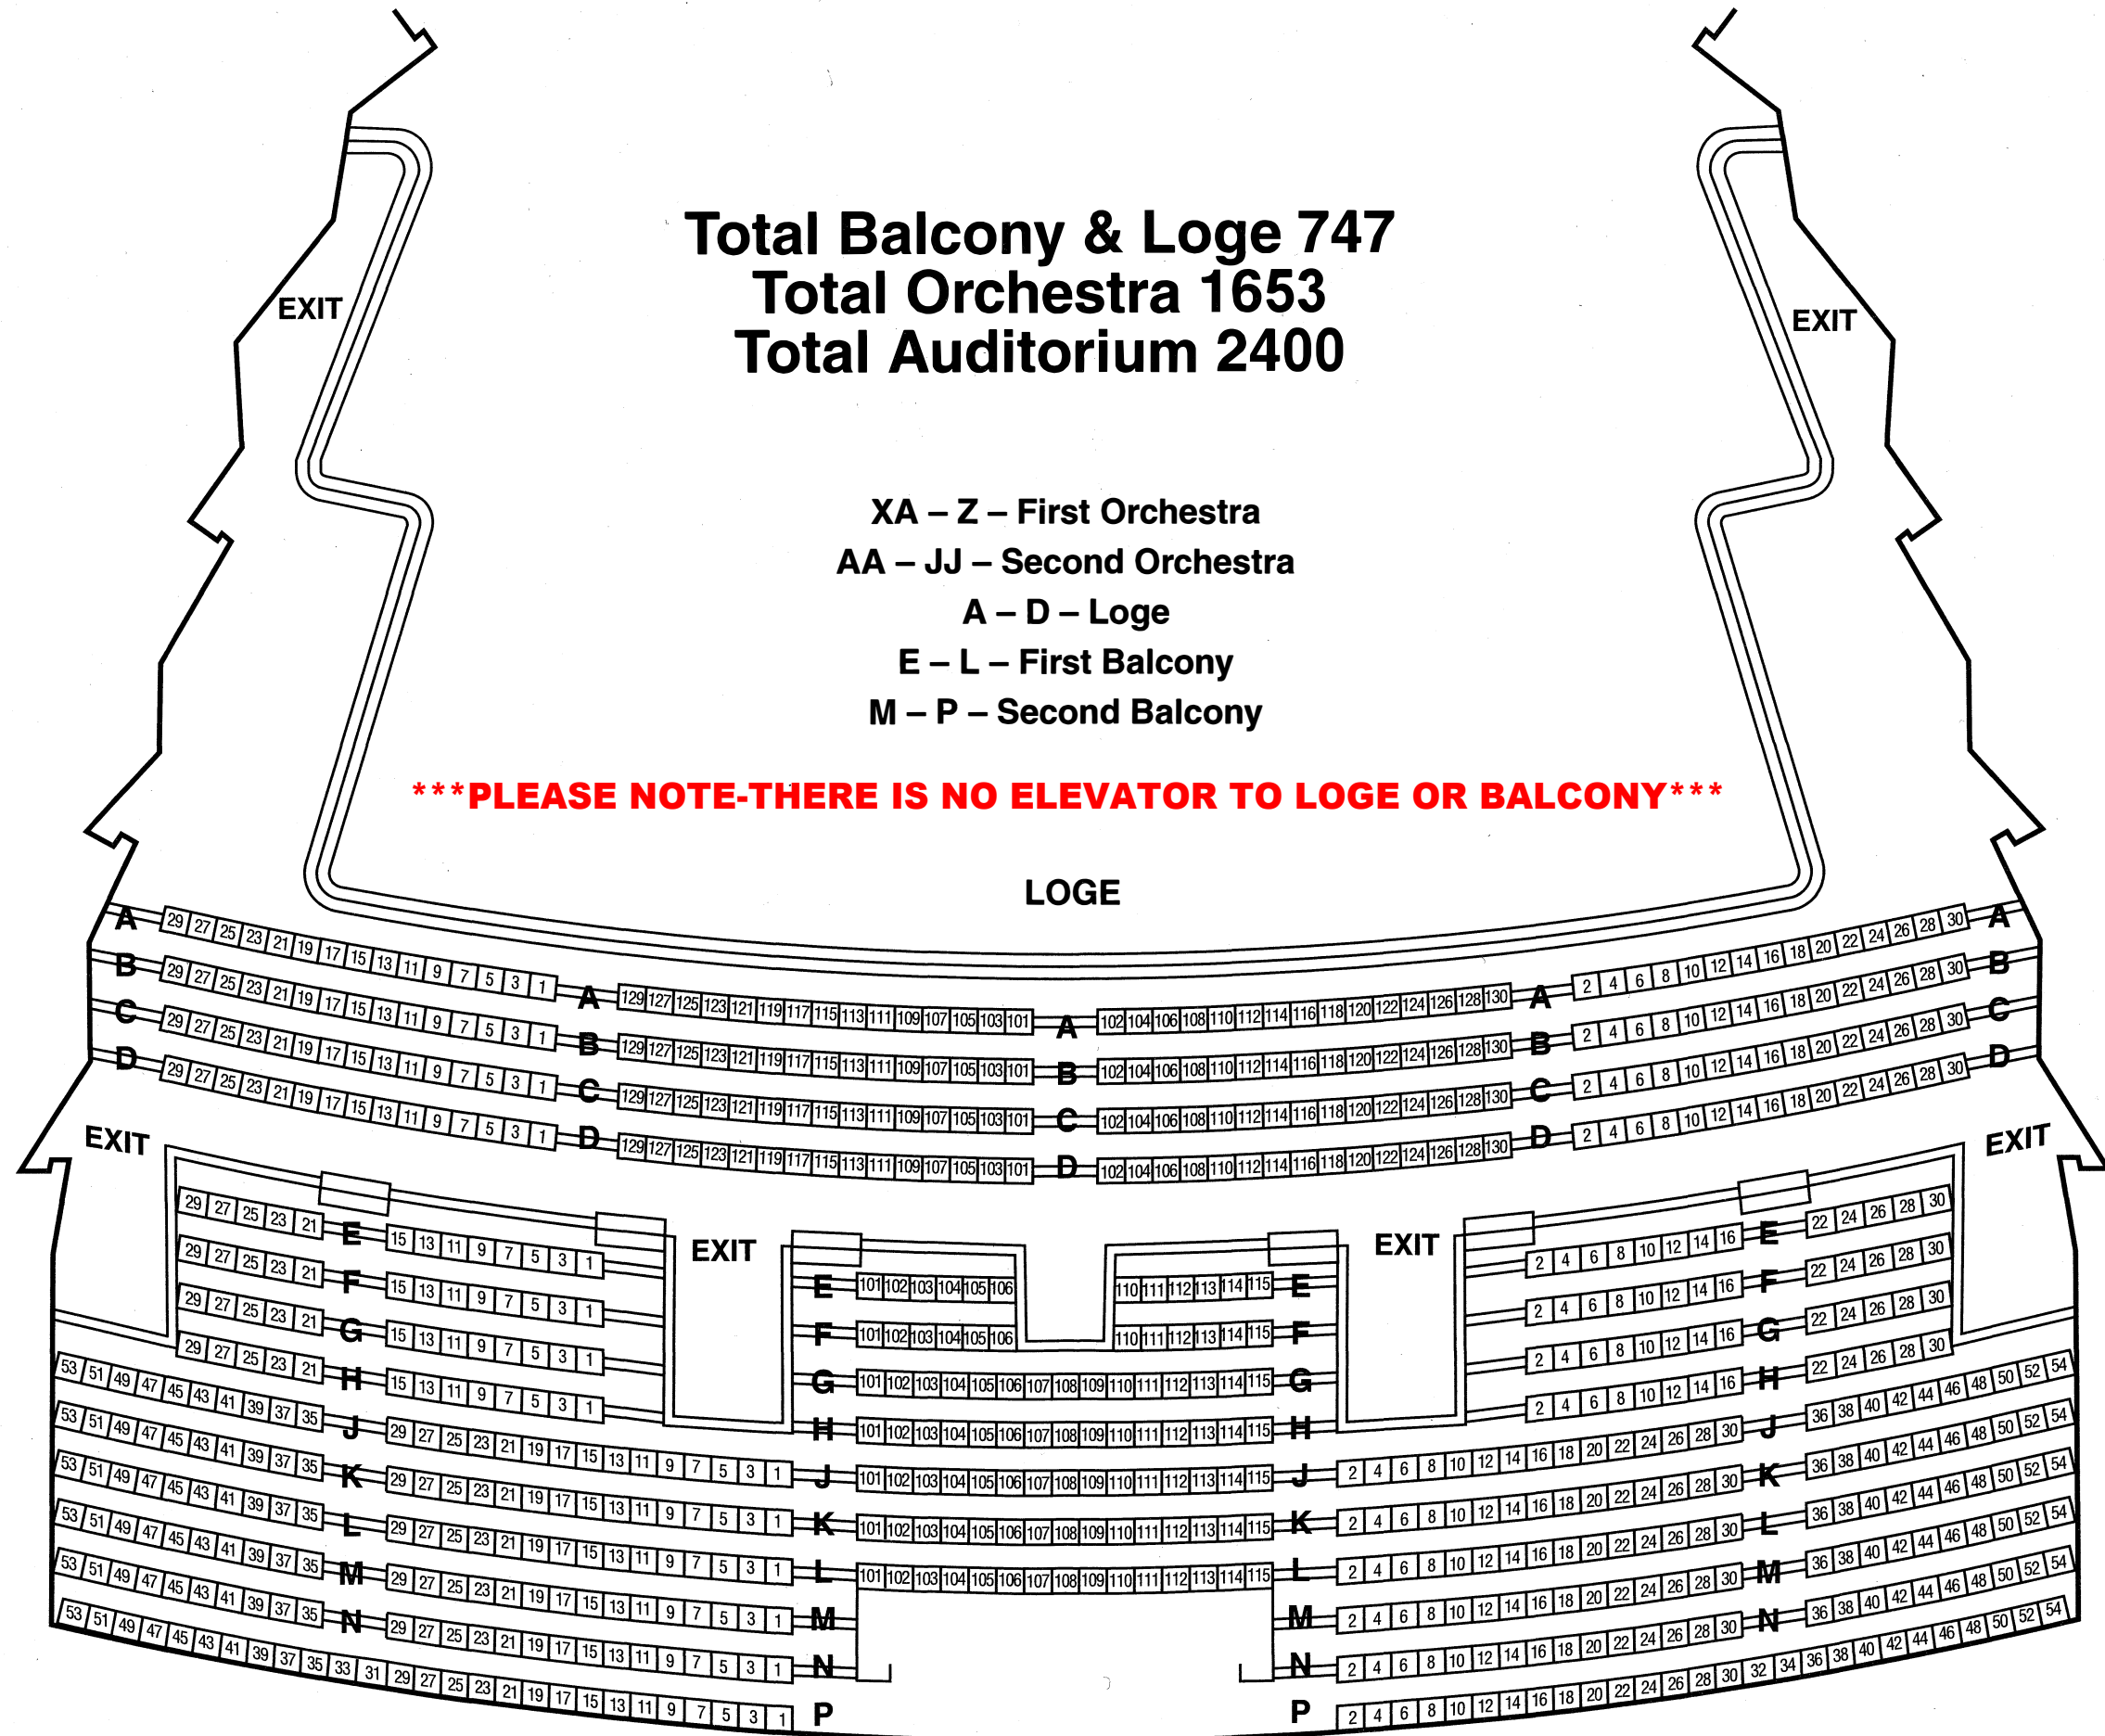 Total Balcony & Loge 747
Total Orchestra 1653
Total Auditorium 2400
EXIT
EXIT
XA – Z – First Orchestra
AA – JJ – Second Orchestra
A – D – Loge
E – L – First Balcony
M – P – Second Balcony
***PLEASE NOTE-THERE IS NO ELEVATOR TO LOGE OR BALCONY***
LOGE
A 29 27 25 23 21 19 17 15 13 11 9 7 5 3 1 A 129 127 125 123 121 119 117 115 113 111 109 107 105 103 101 A 102 104 106 108 110 112 114 116 118 120 122 124 126 128 130 A 2 4 6 8 10 12 14 16 18 20 22 24 26 28 30 A
B 29 27 25 23 21 19 17 15 13 11 9 7 5 3 1 B 129 127 125 123 121 119 117 115 113 111 109 107 105 103 101 B 102 104 106 108 110 112 114 116 118 120 122 124 126 128 130 B 2 4 6 8 10 12 14 16 18 20 22 24 26 28 30 B
C 29 27 25 23 21 19 17 15 13 11 9 7 5 3 1 C 129 127 125 123 121 119 117 115 113 111 109 107 105 103 101 C 102 104 106 108 110 112 114 116 118 120 122 124 126 128 130 C 2 4 6 8 10 12 14 16 18 20 22 24 26 28 30 C
D 29 27 25 23 21 19 17 15 13 11 9 7 5 3 1 D 129 127 125 123 121 119 117 115 113 111 109 107 105 103 101 D 102 104 106 108 110 112 114 116 118 120 122 124 126 128 130 D 2 4 6 8 10 12 14 16 18 20 22 24 26 28 30 D
EXIT
EXIT
EXIT
EXIT
29 27 25 23 21 E 15 13 11 9 7 5 3 1 E 101 102 103 104 105 106 110 111 112 113 114 115 E 2 4 6 8 10 12 14 16 E 22 24 26 28 30
29 27 25 23 21 F 15 13 11 9 7 5 3 1 F 101 102 103 104 105 106 110 111 112 113 114 115 F 2 4 6 8 10 12 14 16 F 22 24 26 28 30
29 27 25 23 21 G 15 13 11 9 7 5 3 1 G 101 102 103 104 105 106 107 108 109 110 111 112 113 114 115 G 2 4 6 8 10 12 14 16 G 22 24 26 28 30
29 27 25 23 21 H 15 13 11 9 7 5 3 1 H 101 102 103 104 105 106 107 108 109 110 111 112 113 114 115 H 2 4 6 8 10 12 14 16 H 22 24 26 28 30
53 51 49 47 45 43 41 39 37 35 J 29 27 25 23 21 19 17 15 13 11 9 7 5 3 1 J 101 102 103 104 105 106 107 108 109 110 111 112 113 114 115 J 2 4 6 8 10 12 14 16 18 20 22 24 26 28 30 J 36 38 40 42 44 46 48 50 52 54
53 51 49 47 45 43 41 39 37 35 K 29 27 25 23 21 19 17 15 13 11 9 7 5 3 1 K 101 102 103 104 105 106 107 108 109 110 111 112 113 114 115 K 2 4 6 8 10 12 14 16 18 20 22 24 26 28 30 K 36 38 40 42 44 46 48 50 52 54
53 51 49 47 45 43 41 39 37 35 L 29 27 25 23 21 19 17 15 13 11 9 7 5 3 1 L 101 102 103 104 105 106 107 108 109 110 111 112 113 114 115 L 2 4 6 8 10 12 14 16 18 20 22 24 26 28 30 L 36 38 40 42 44 46 48 50 52 54
53 51 49 47 45 43 41 39 37 35 M 29 27 25 23 21 19 17 15 13 11 9 7 5 3 1 M M 2 4 6 8 10 12 14 16 18 20 22 24 26 28 30 M 36 38 40 42 44 46 48 50 52 54
53 51 49 47 45 43 41 39 37 35 N 29 27 25 23 21 19 17 15 13 11 9 7 5 3 1 N N 2 4 6 8 10 12 14 16 18 20 22 24 26 28 30 N 36 38 40 42 44 46 48 50 52 54
53 51 49 47 45 43 41 39 37 35 33 31 29 27 25 23 21 19 17 15 13 11 9 7 5 3 1 P P 2 4 6 8 10 12 14 16 18 20 22 24 26 28 30 32 34 36 38 40 42 44 46 48 50 52 54